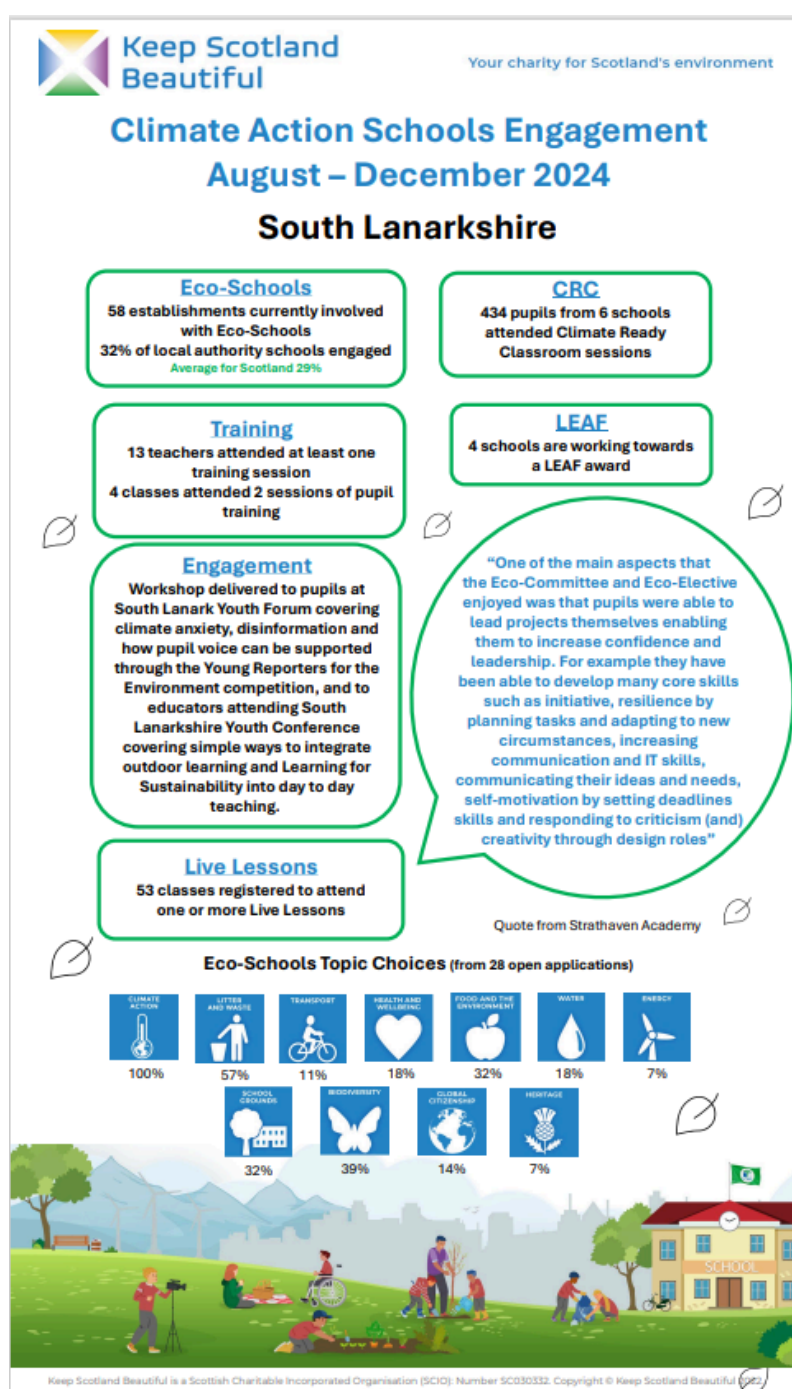 Keep Scotland
Beautiful
Your charity for Scotland's environment
Climate Action Schools Engagement
August – December 2024
South Lanarkshire
Eco-Schools
58 establishments currently involved
with Eco-Schools
32% of local authority schools engaged
Average for Scotland 29%
CRC
434 pupils from 6 schools
attended Climate Ready
Classroom sessions
Training
13 teachers attended at least one
training session
4 classes attended 2 sessions of pupil
training
LEAF
4 schools are working towards
a LEAF award
Engagement
Workshop delivered to pupils at
South Lanark Youth Forum covering
climate anxiety, disinformation and
how pupil voice can be supported
through the Young Reporters for the
Environment competition, and to
educators attending South
Lanarkshire Youth Conference
covering simple ways to integrate
outdoor learning and Learning for
Sustainability into day to day
teaching.
“One of the main aspects that
the Eco-Committee and Eco-Elective
enjoyed was that pupils were able to
lead projects themselves enabling
them to increase confidence and
leadership. For example they have
been able to develop many core skills
such as initiative, resilience by
planning tasks and adapting to new
circumstances, increasing
communication and IT skills,
communicating their ideas and needs,
self-motivation by setting deadlines
skills and responding to criticism (and)
creativity through design roles”
Live Lessons
53 classes registered to attend
one or more Live Lessons
Quote from Strathaven Academy
Eco-Schools Topic Choices (from 28 open applications)
CLIMATE
ACTION
LITTER
AND WASTE
TRANSPORT
HEALTH AND
WELLBEING
FOOD AND THE
ENVIRONMENT
WATER
ENERGY
100% 57% 11% 18% 32% 18% 7%
SCHOOL
GROUNDS
BIODIVERSITY
GLOBAL
CITIZENSHIP
HERITAGE
32% 39% 14% 7%
SCHOOL
Keep Scotland Beautiful is a Scottish Charitable Incorporated Organisation (SCIO): Number SC030332. Copyright © Keep Scotland Beautiful 2022.